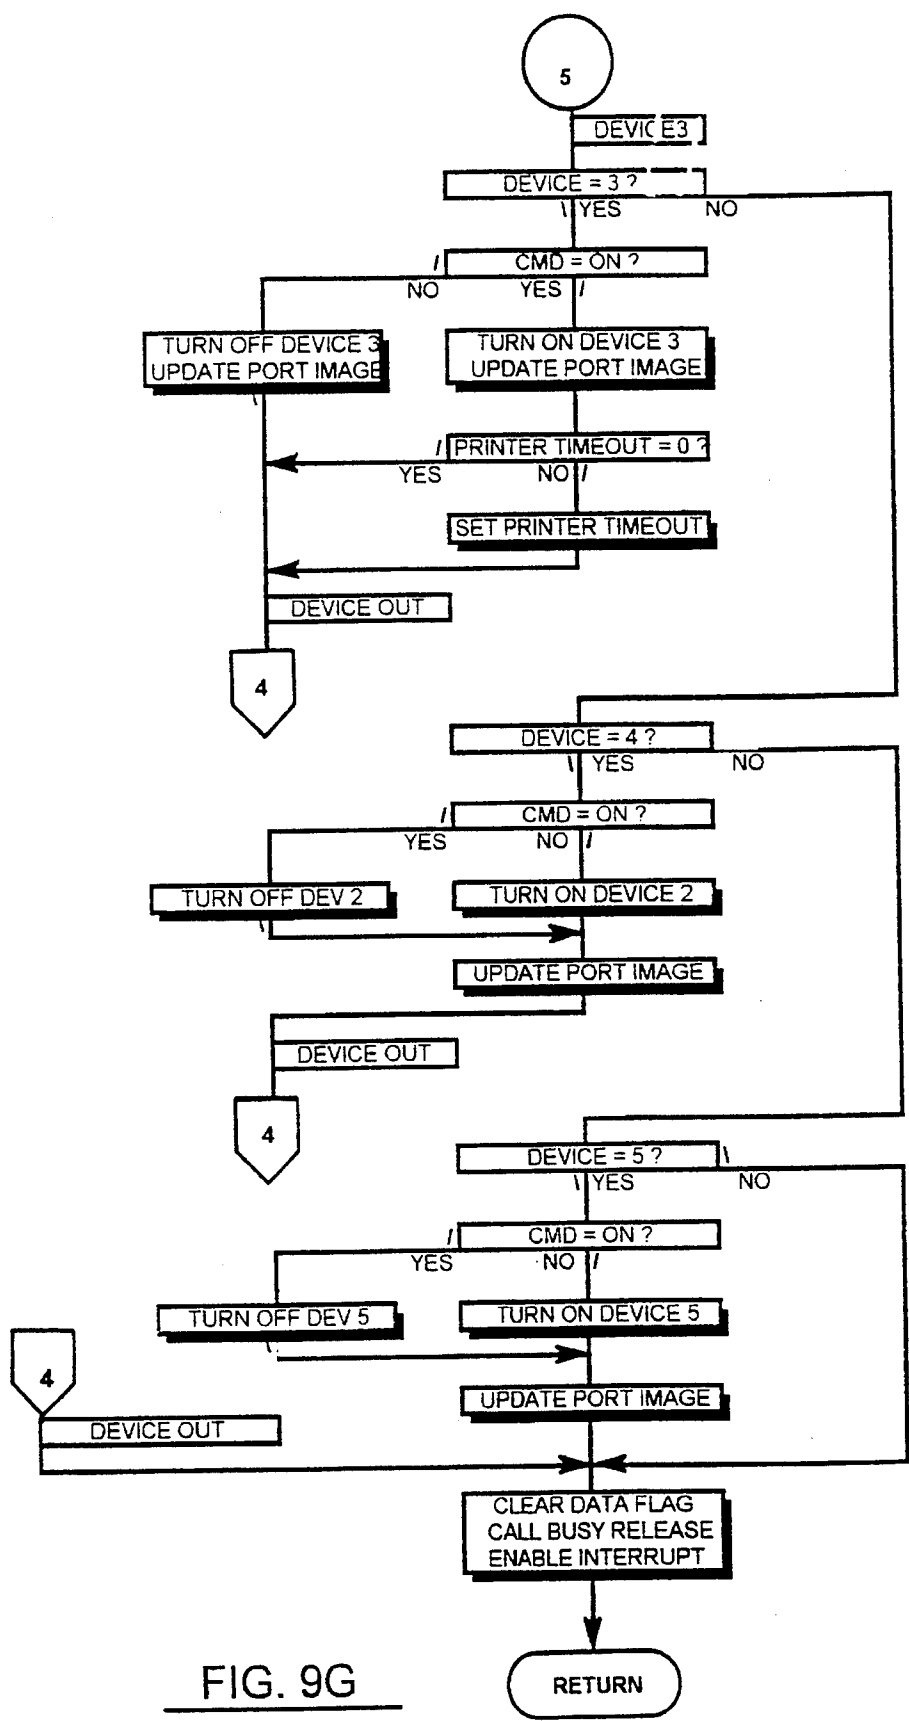 5
DEVICE3
DEVICE = 3 ?
YES NO
CMD = ON ?
NO YES
TURN OFF DEVICE 3
UPDATE PORT IMAGE
TURN ON DEVICE 3
UPDATE PORT IMAGE
PRINTER TIMEOUT = 0 ?
YES NO
SET PRINTER TIMEOUT
DEVICE OUT
4
DEVICE = 4 ?
YES NO
CMD = ON ?
YES NO
TURN OFF DEV 2
TURN ON DEVICE 2
UPDATE PORT IMAGE
DEVICE OUT
4
DEVICE = 5 ?
YES NO
CMD = ON ?
YES NO
TURN OFF DEV 5
TURN ON DEVICE 5
4
UPDATE PORT IMAGE
DEVICE OUT
CLEAR DATA FLAG
CALL BUSY RELEASE
ENABLE INTERRUPT
RETURN
FIG. 9G